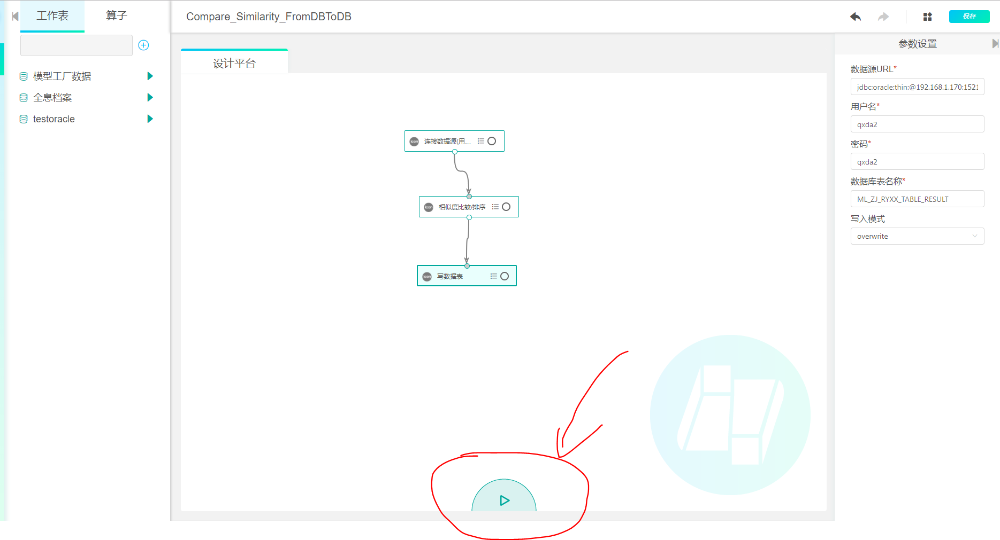 工作表
算子
Compare_Similarity_FromDBToDB
保存
模型工厂数据
全息档案
testoracle
设计平台
icon 连接数据源(用...
icon 相似度比较/排序
icon 写数据表
参数设置
数据源URL*
jdbc:oracle:thin:@192.168.1.170:1521
用户名*
qxda2
密码*
qxda2
数据库表名称*
ML_ZJ_RYXX_TABLE_RESULT
写入模式
overwrite